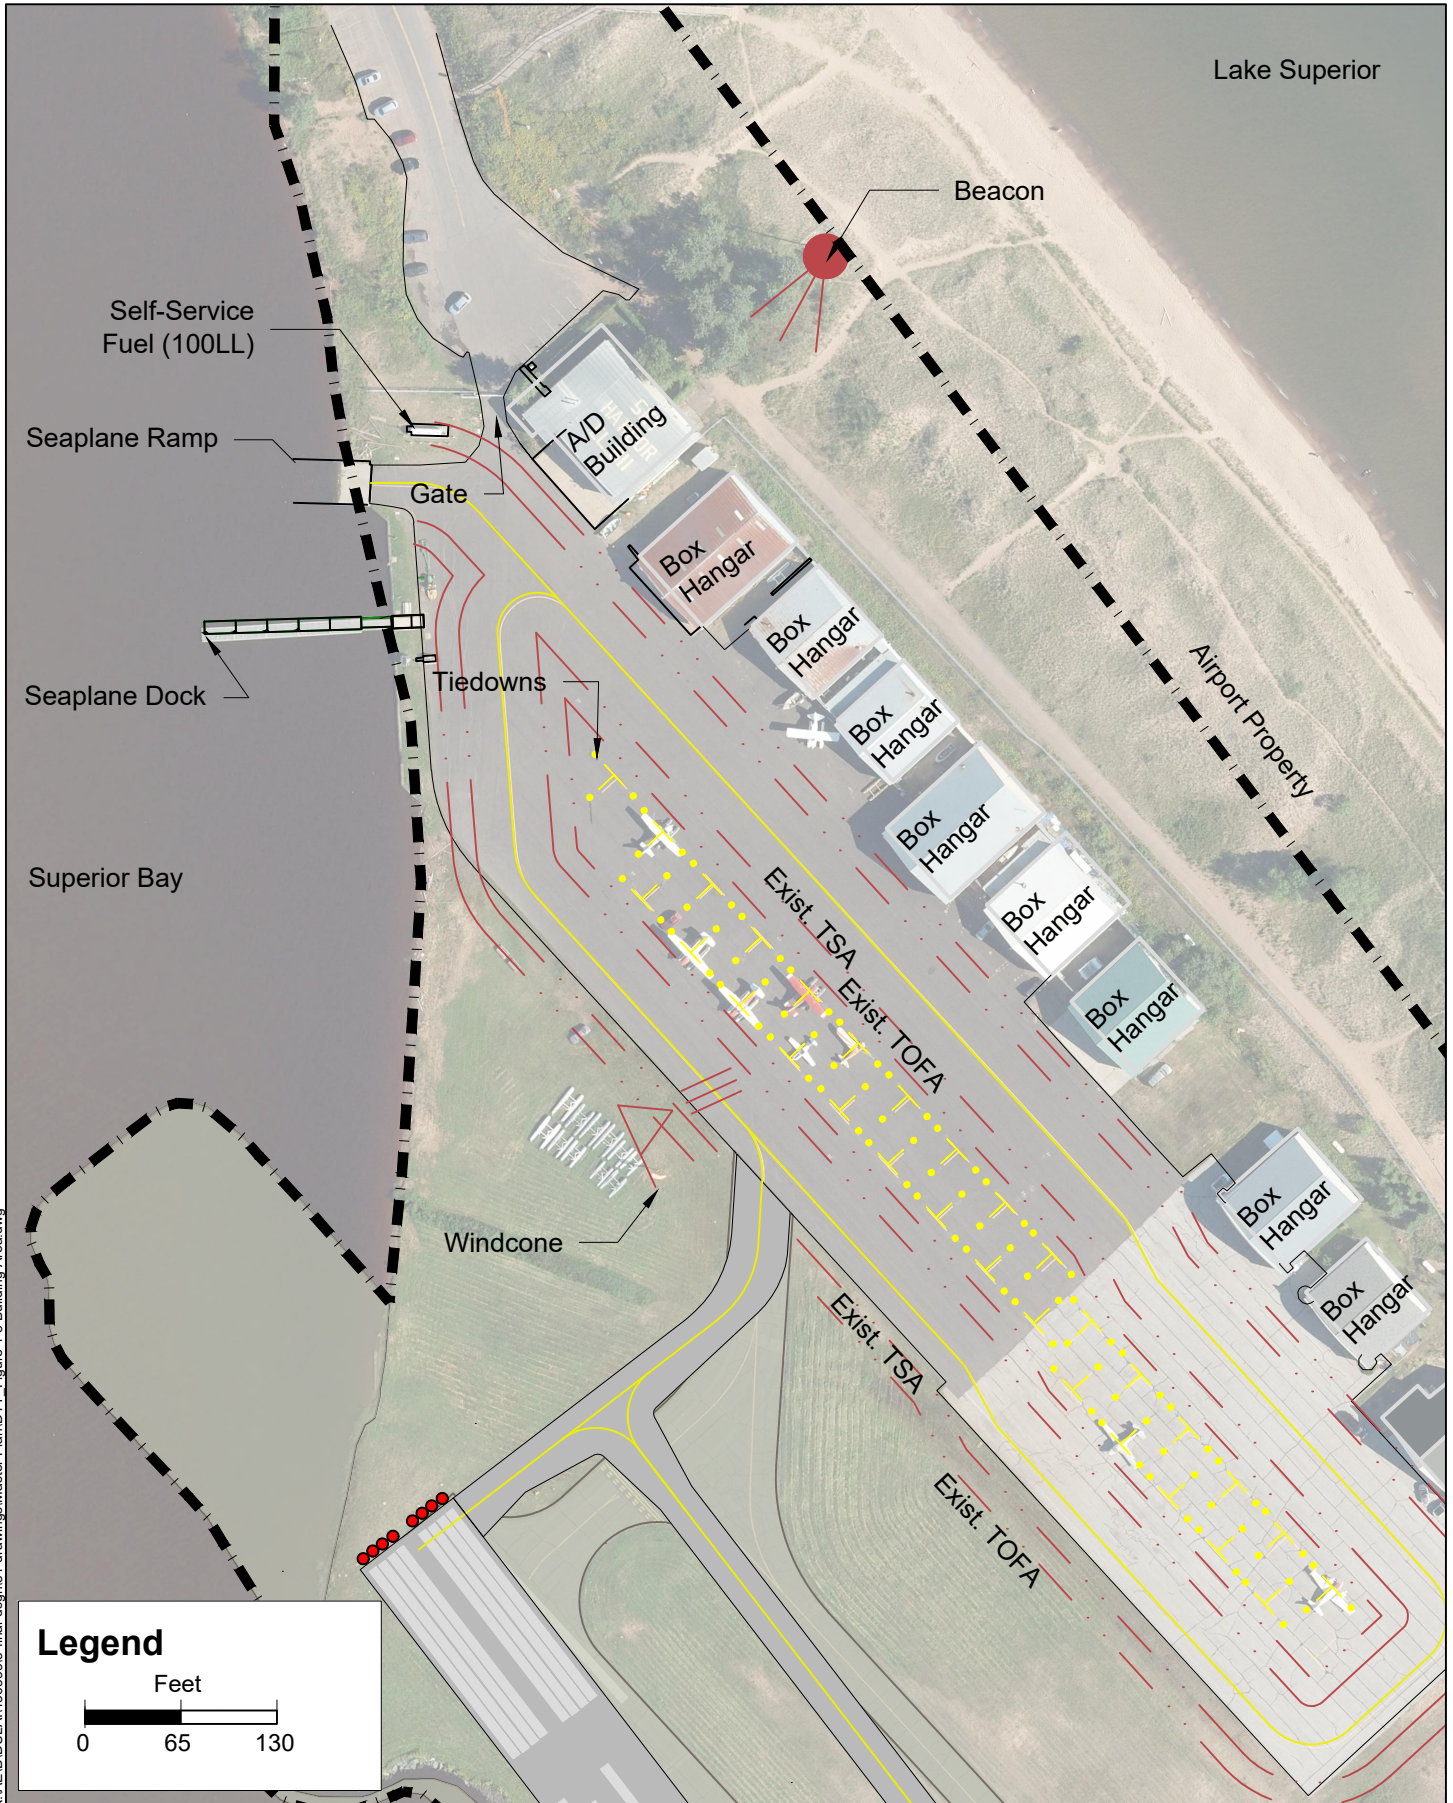 Lake Superior
Beacon
Self-Service
Fuel (100LL)
Seaplane Ramp
Gate
A/D
Building
Box
Hangar
Box
Hangar
Box
Hangar
Box
Hangar
Box
Hangar
Box
Hangar
Box
Hangar
Box
Hangar
Airport Property
Seaplane Dock
Tiedowns
Superior Bay
Exist. TSA
Exist. TOFA
Windcone
Exist. TSA
Exist. TOFA
Legend
Feet
0 65 130